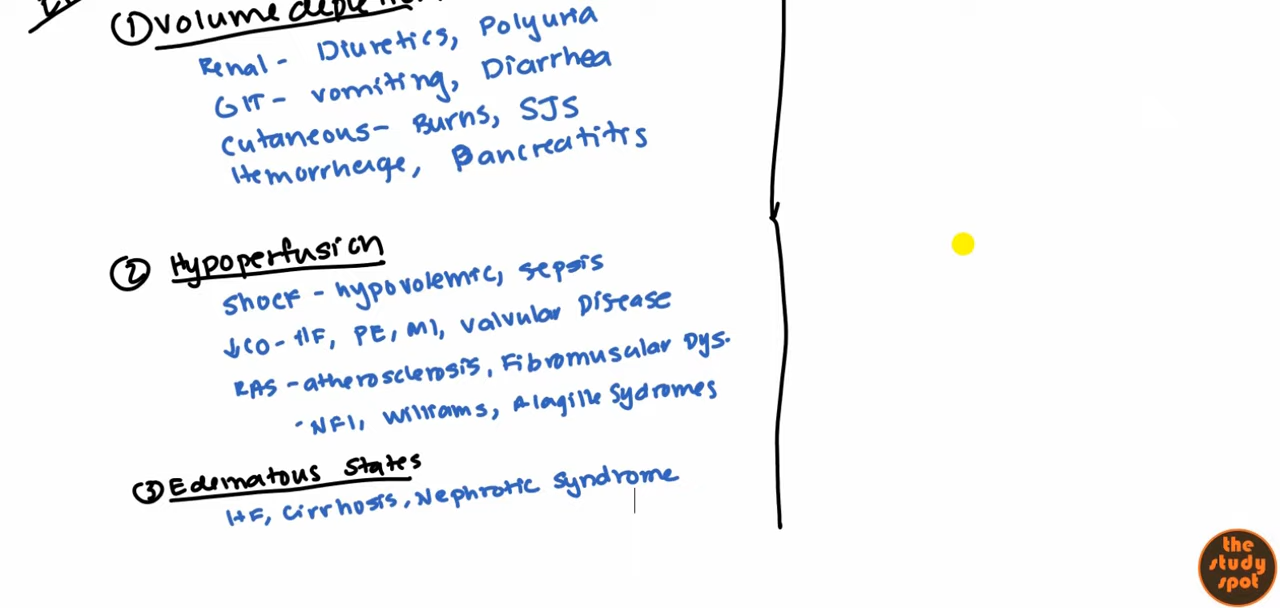 ① Volume deple
Renal - Diuretics, Polyuria
GIT - vomiting, Diarrhea
Cutaneous - Burns, SJS
Hemorrheage, Pancreatitis
② Hypoperfusion
Shock - hypovolemic, sepsis
↓CO - HF, PE, MI, valvular Disease
RAS - atherosclerosis, Fibromusular Dys.
- NF1, Williams, Alagille Sydromes
③ Edematous States
HF, Cirrhosis, Nephrotic Syndrome
the
study
spot